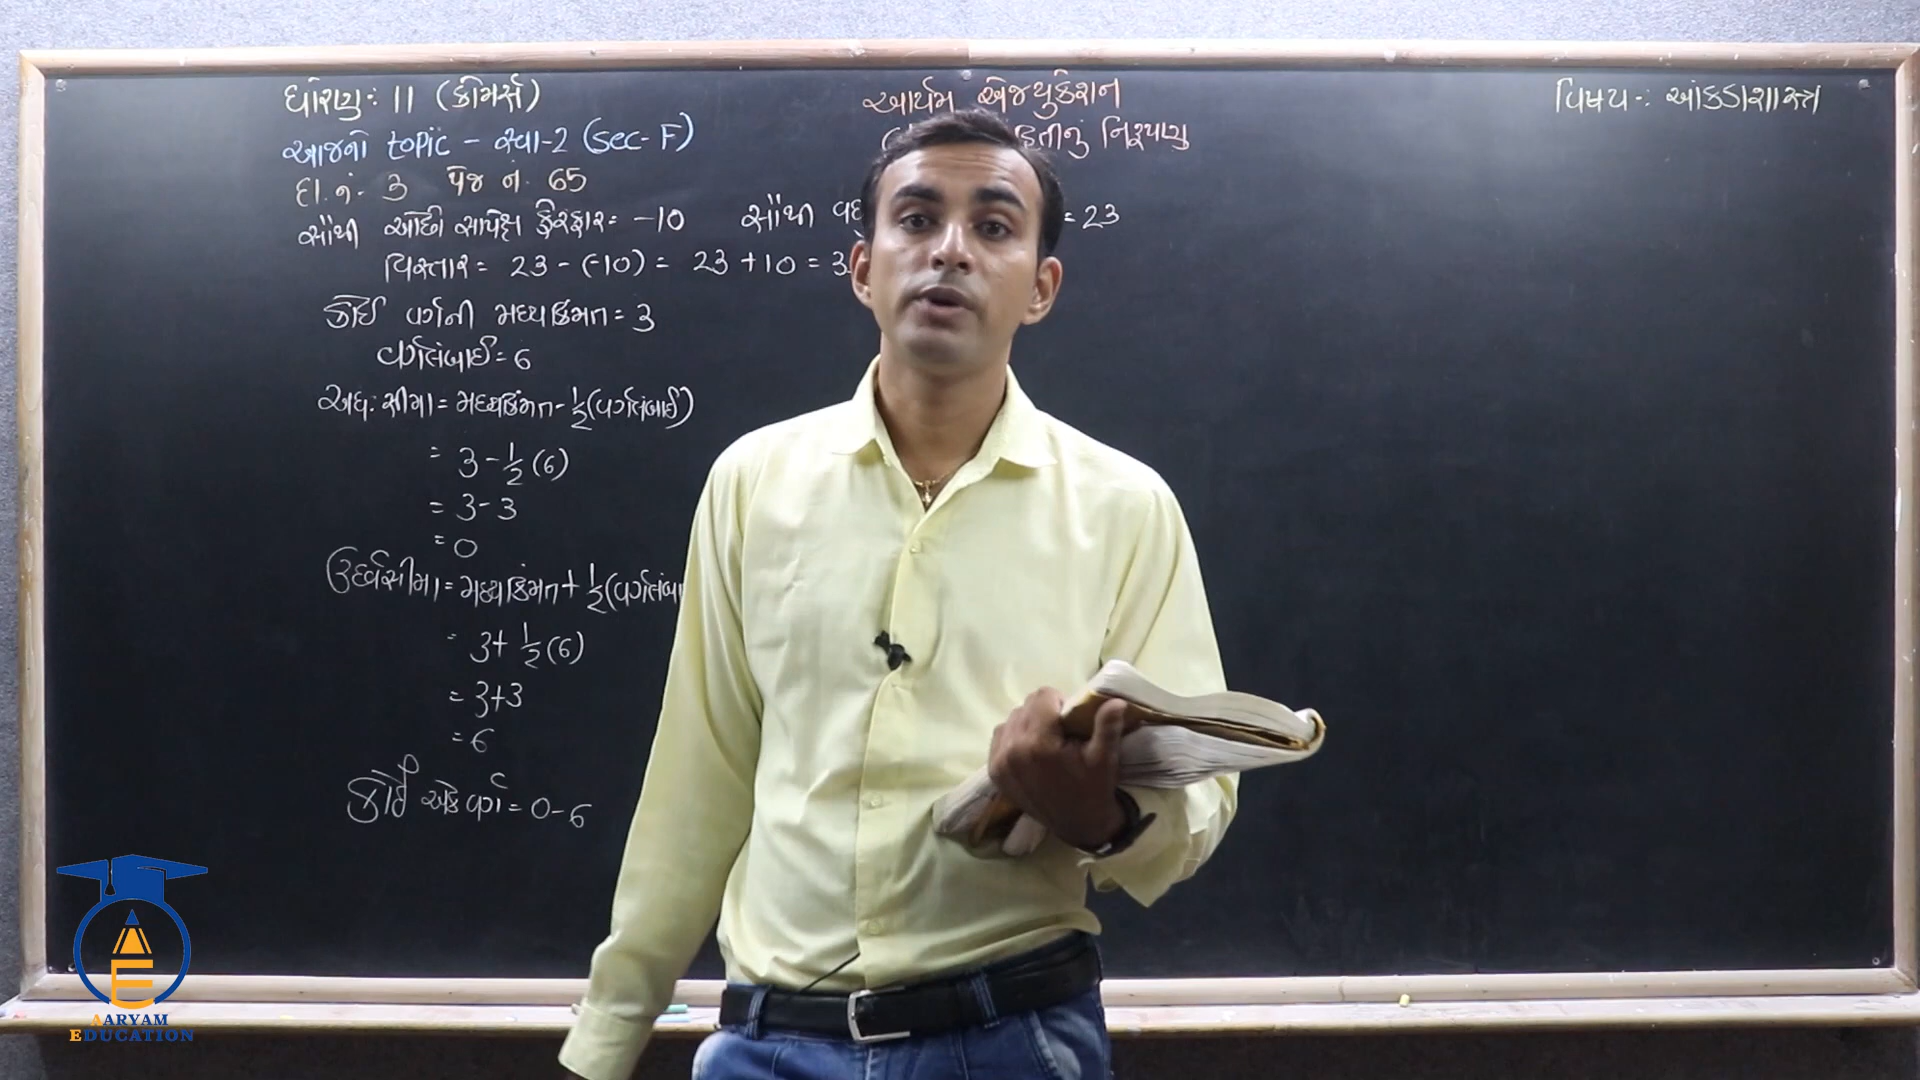 ધોરણ : 11 (કોમર્સ)
આર્યમ એજ્યુકેશન
વિષય -: આંકડાશાસ્ત્ર
આજનો topic - સ્વા-2 (Sec-F)
નિરૂપણ
દા.નં. 3 પેજ નં. 65
સૌથી ઓછો સાપેક્ષ ફેરફાર = -10 સૌથી = 23
વિસ્તાર = 23 - (-10) = 23 + 10 =
કોઈ વર્ગની મધ્યકિંમત = 3
વર્ગલંબાઈ = 6
અધ: સીમા = મધ્યકિંમત - 1/2 (વર્ગલંબાઈ)
= 3 - 1/2 (6)
= 3 - 3
= 0
ઉર્ધ્વસીમા = મધ્યકિંમત + 1/2 (વર્ગલંબા
= 3 + 1/2 (6)
= 3 + 3
= 6
કોઈ એક વર્ગ = 0 - 6
AARYAM
EDUCATION